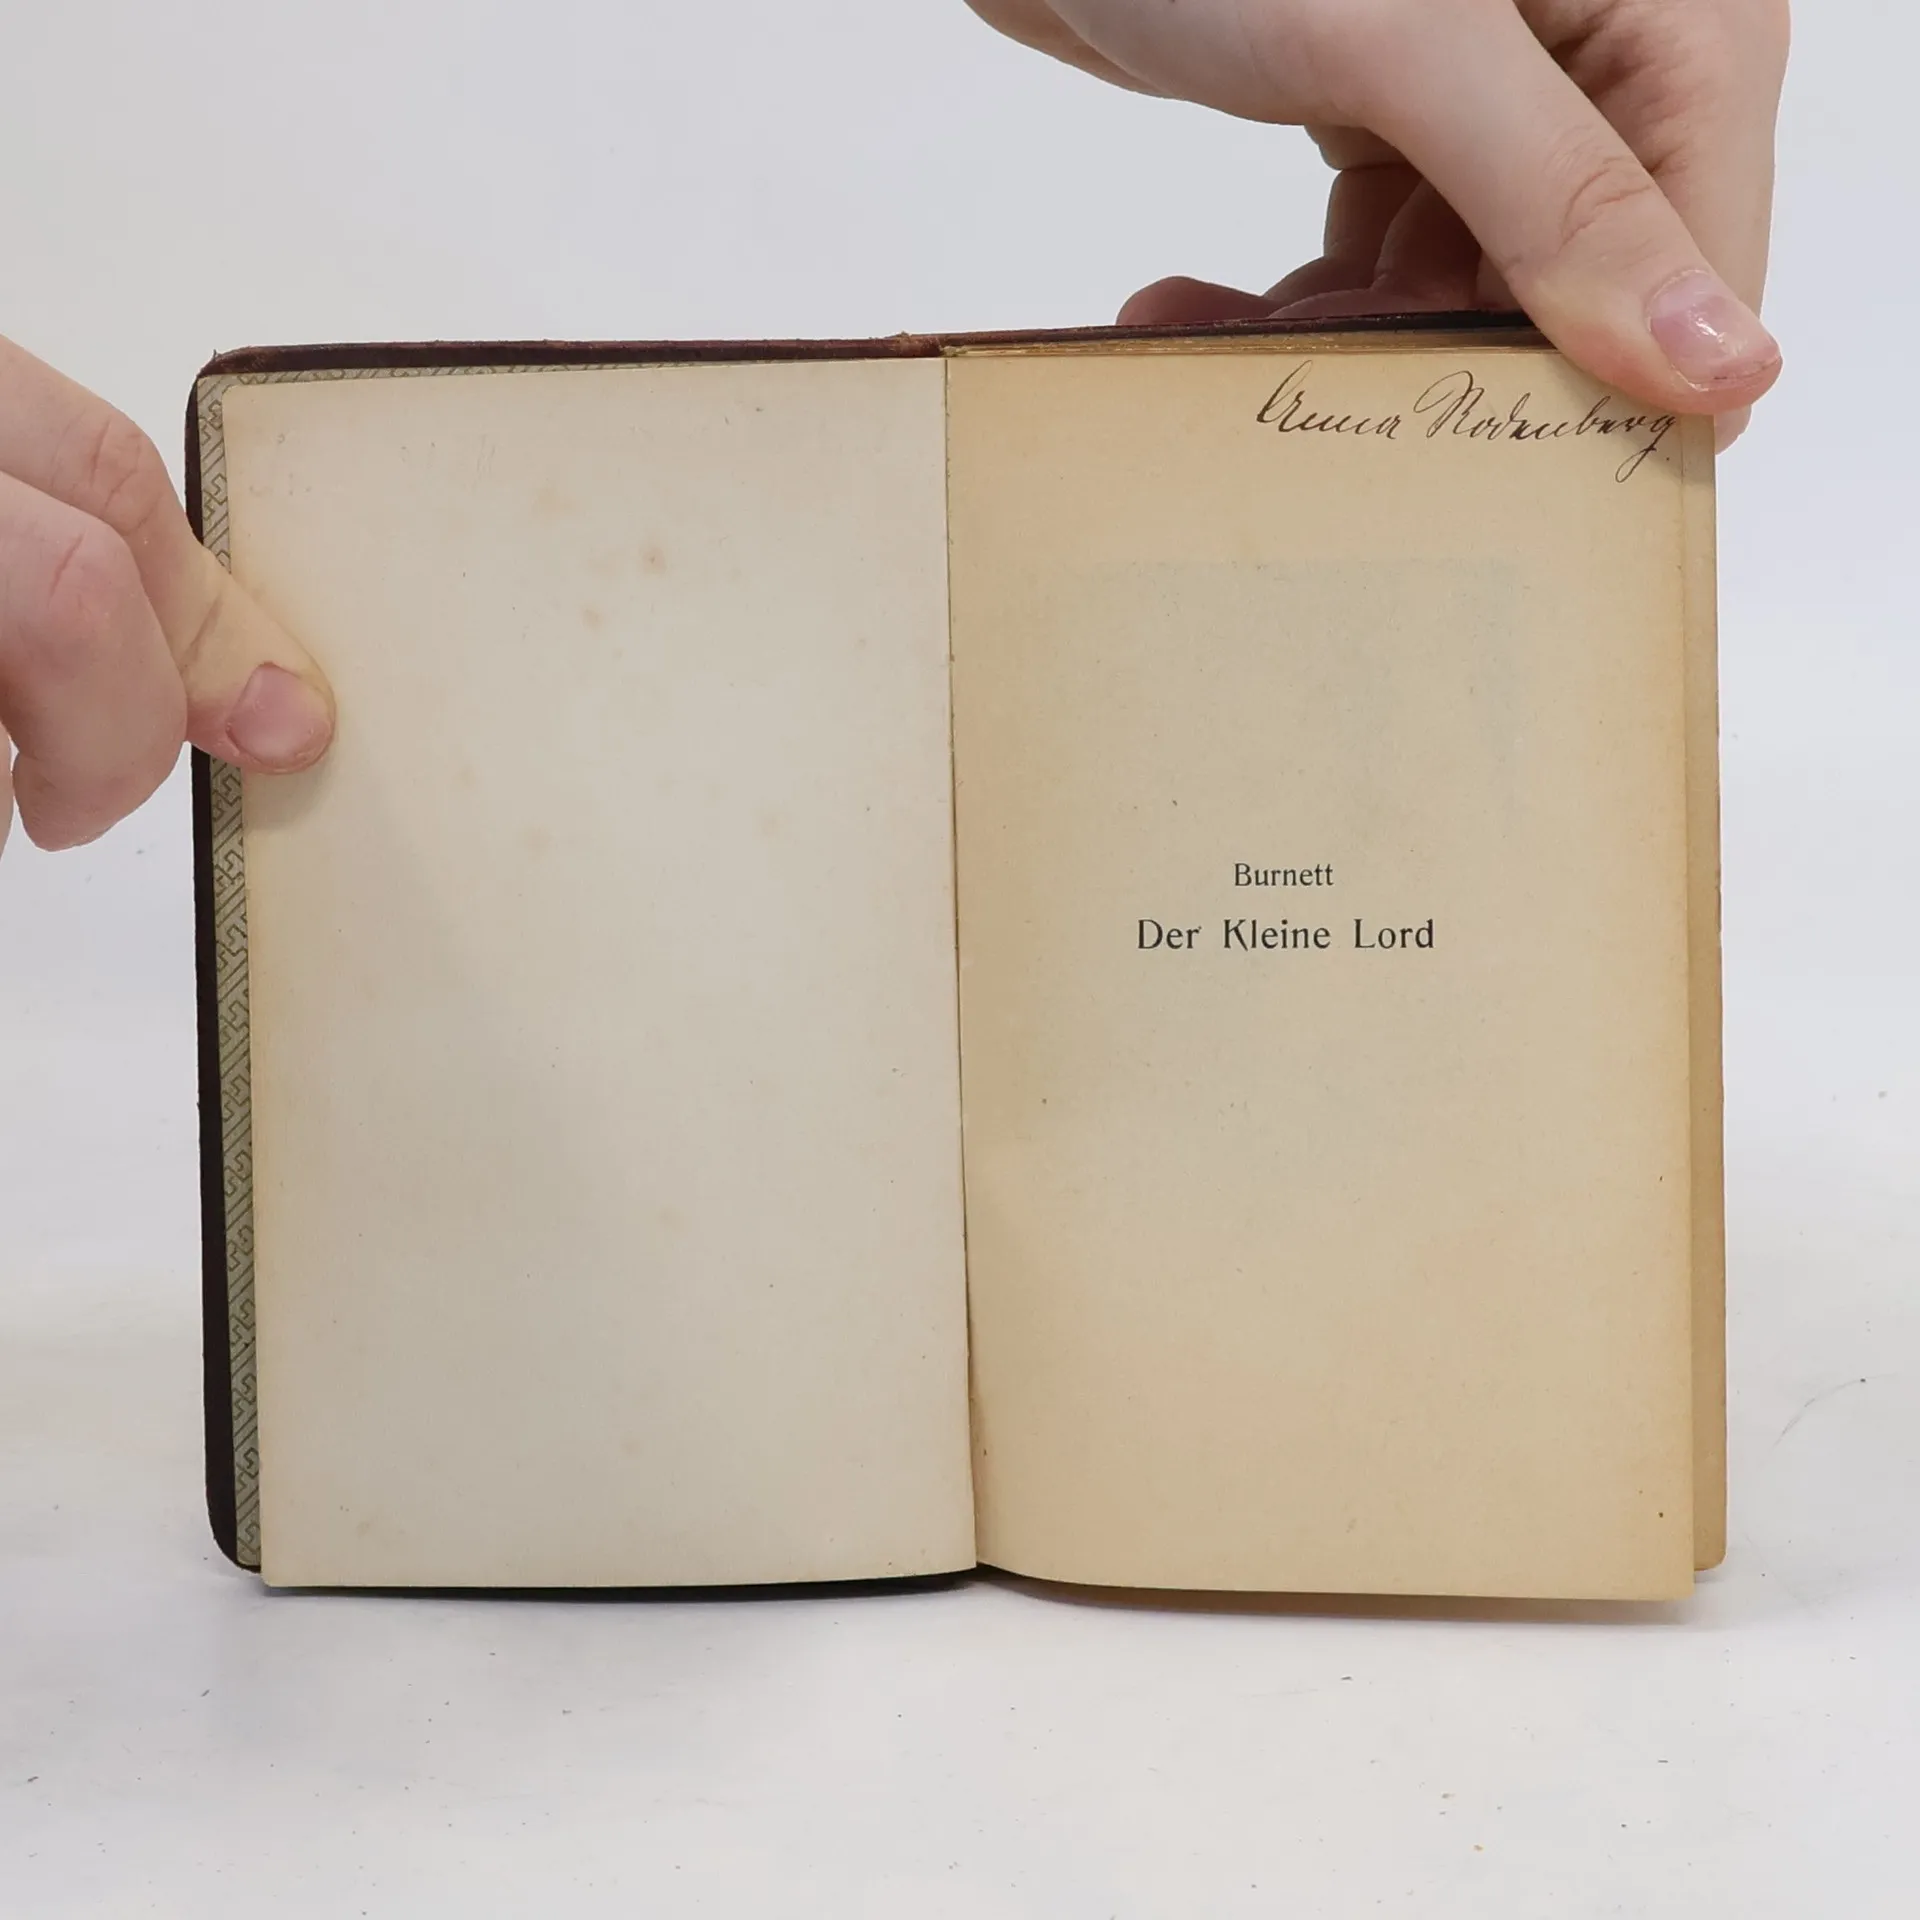 Anna Rodenberg.
Burnett
Der Kleine Lord